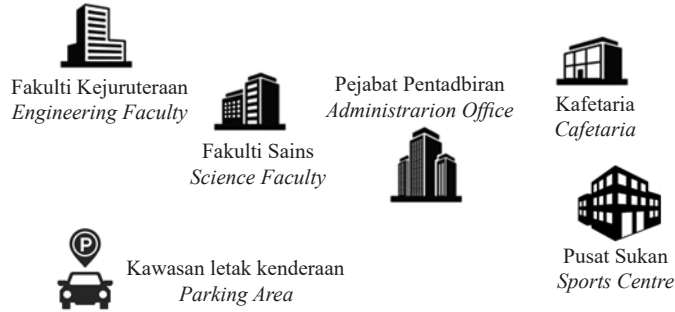 Fakulti Kejuruteraan
Engineering Faculty
Fakulti Sains
Science Faculty
Pejabat Pentadbiran
Administrarion Office
Kafetaria
Cafetaria
P
Kawasan letak kenderaan
Parking Area
Pusat Sukan
Sports Centre